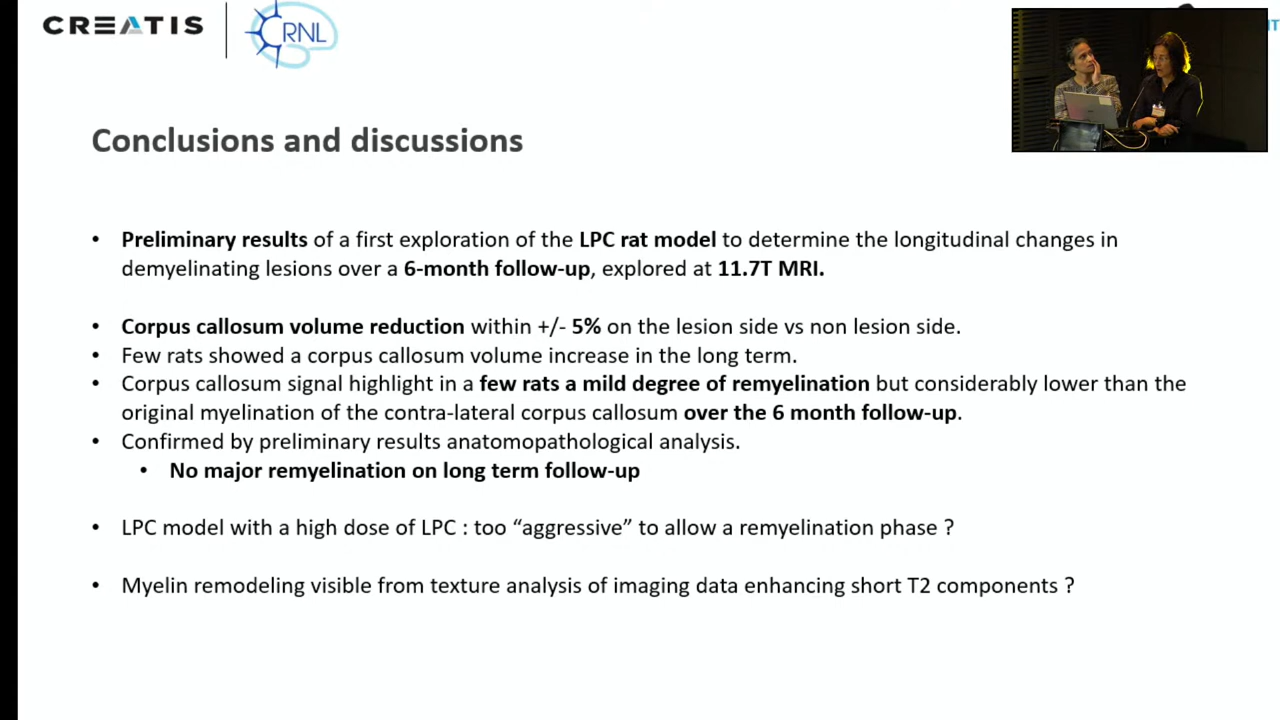 CREATIS
RNL
IT
Conclusions and discussions
• Preliminary results of a first exploration of the LPC rat model to determine the longitudinal changes in
demyelinating lesions over a 6-month follow-up, explored at 11.7T MRI.
• Corpus callosum volume reduction within +/- 5% on the lesion side vs non lesion side.
• Few rats showed a corpus callosum volume increase in the long term.
• Corpus callosum signal highlight in a few rats a mild degree of remyelination but considerably lower than the
original myelination of the contra-lateral corpus callosum over the 6 month follow-up.
• Confirmed by preliminary results anatomopathological analysis.
• No major remyelination on long term follow-up
• LPC model with a high dose of LPC : too “aggressive” to allow a remyelination phase ?
• Myelin remodeling visible from texture analysis of imaging data enhancing short T2 components ?